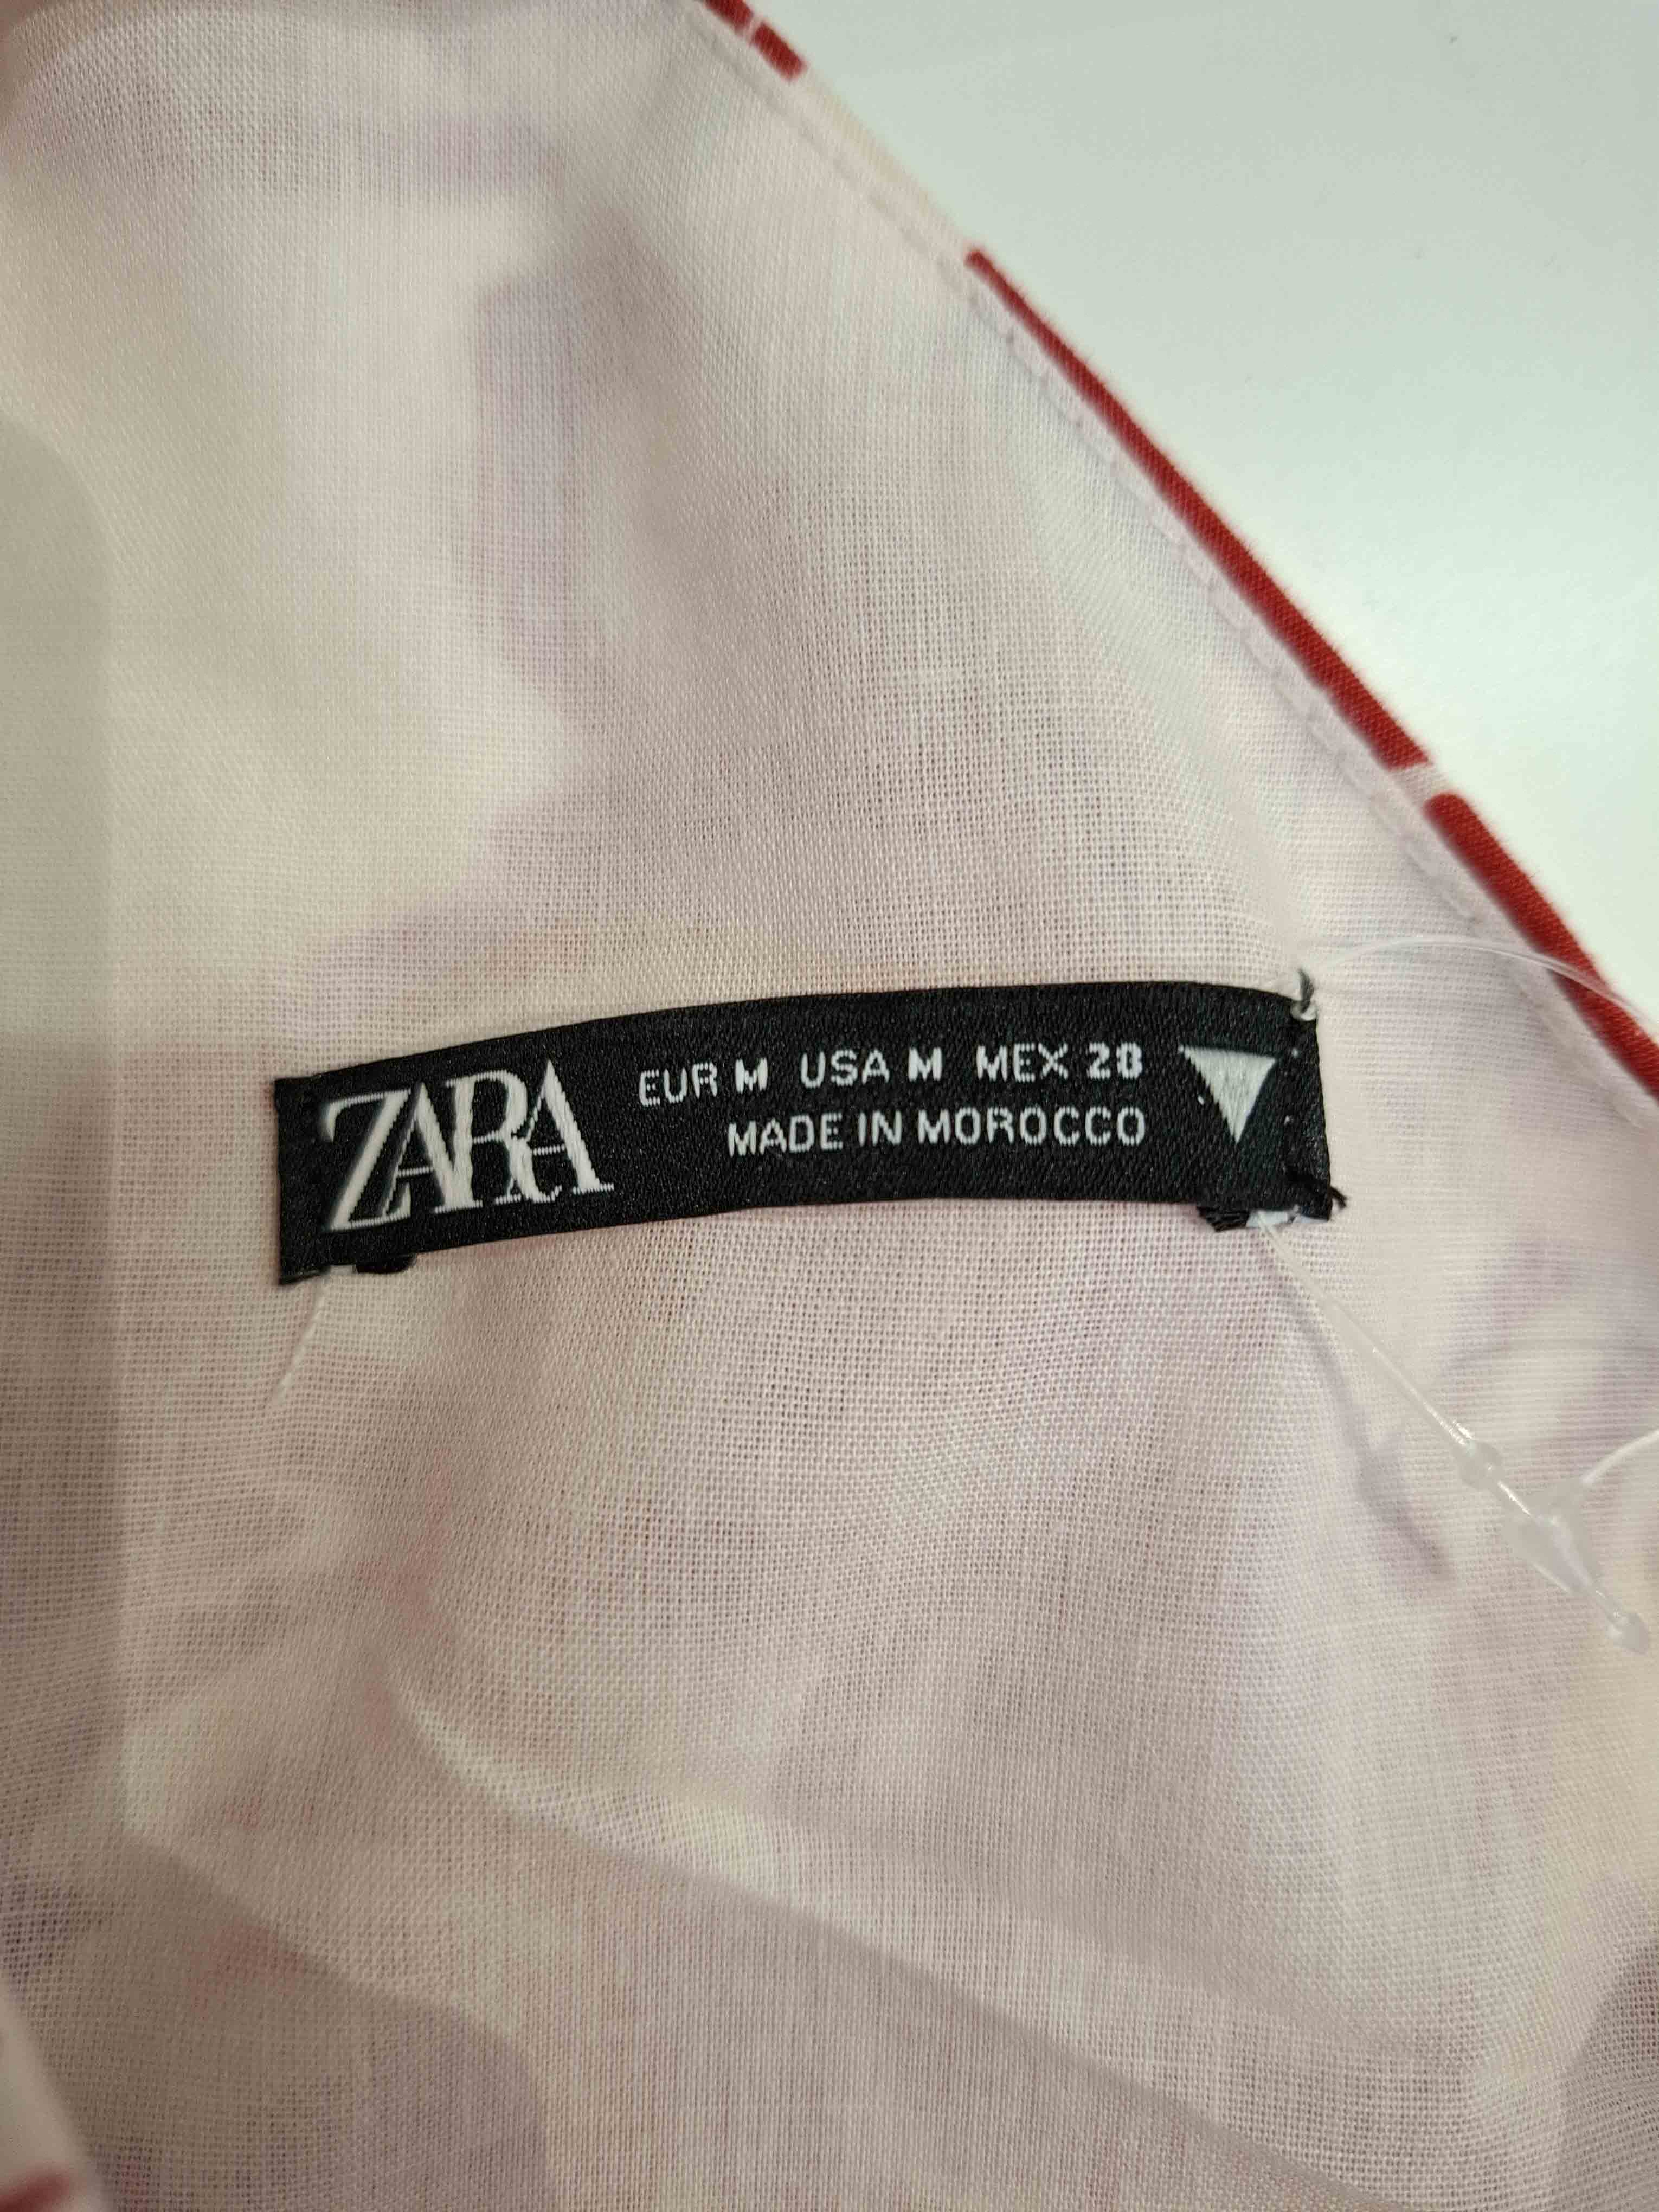 ZARA
EUR M USA M MEX 28
MADE IN MOROCCO